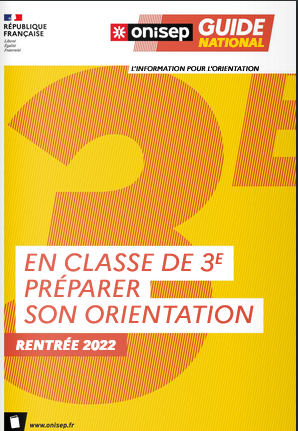 RÉPUBLIQUE
FRANÇAISE
Liberté
Égalité
Fraternité
onisep
GUIDE
NATIONAL
L'INFORMATION POUR L'ORIENTATION
3E
EN CLASSE DE 3E
PRÉPARER
SON ORIENTATION
RENTRÉE 2022
www.onisep.fr